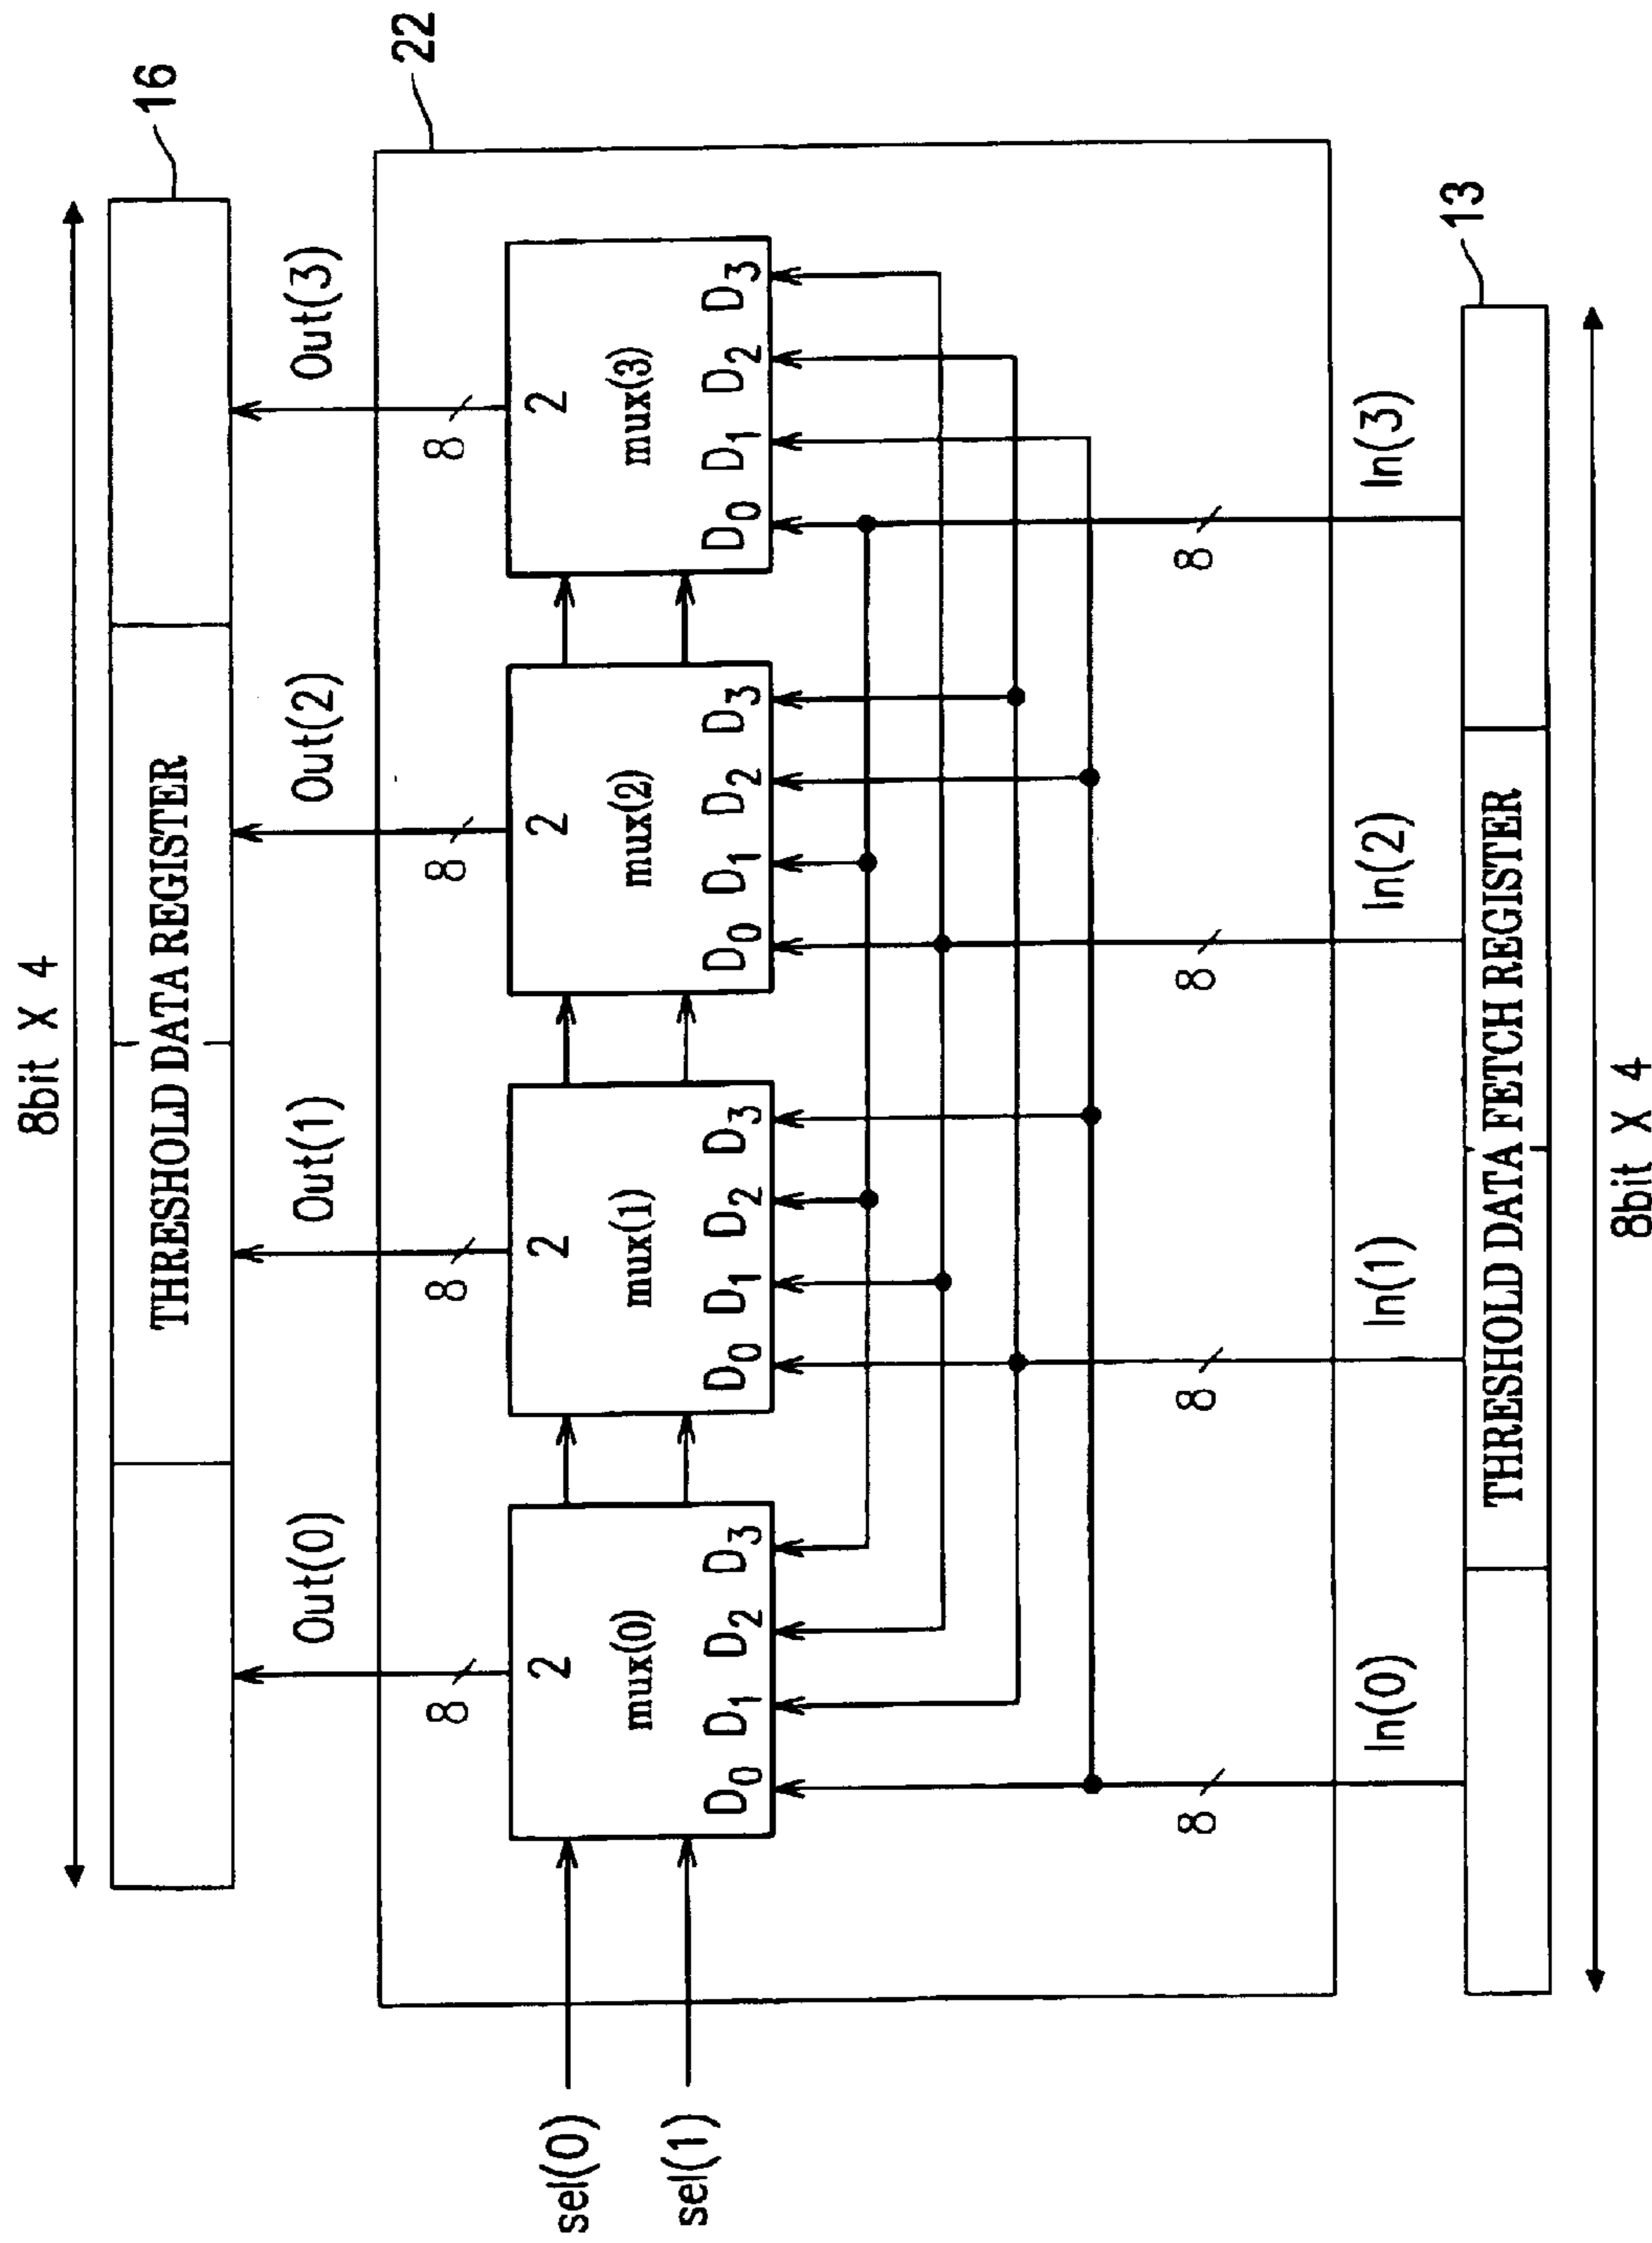 8bit X 4
16
THRESHOLD DATA REGISTER
Out(0) Out(1) Out(2) Out(3)
22
8 8 8 8
sel(0)
sel(1)
2 2 2 2
mux(0) mux(1) mux(2) mux(3)
D0 D1 D2 D3 D0 D1 D2 D3 D0 D1 D2 D3 D0 D1 D2 D3
8 8 8 8
In(0) In(1) In(2) In(3)
13
THRESHOLD DATA FETCH REGISTER
8bit X 4